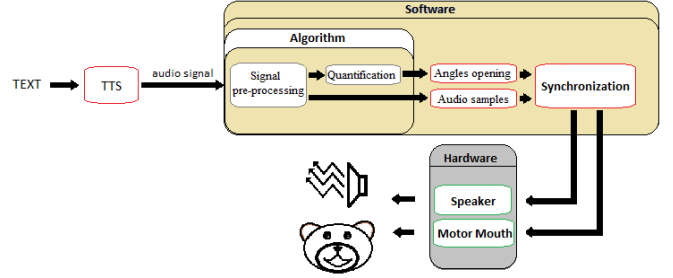 Software
Algorithm
TEXT
TTS
audio signal
Signal
pre-processing
Quantification
Angles opening
Audio samples
Synchronization
Hardware
Speaker
Motor Mouth